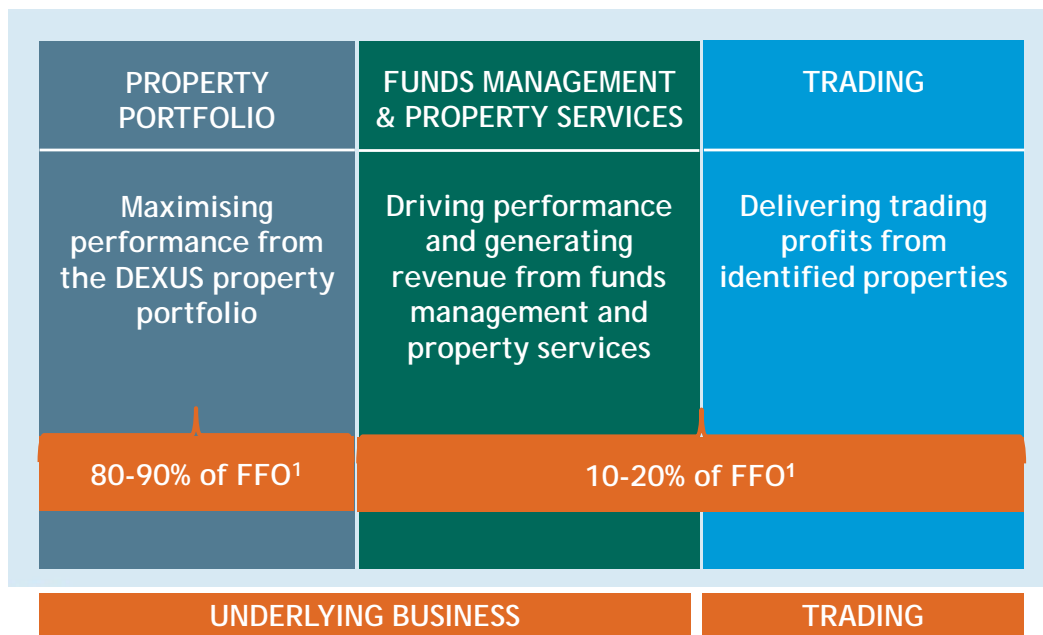 PROPERTY
PORTFOLIO
FUNDS MANAGEMENT
& PROPERTY SERVICES
TRADING
Maximising
performance from
the DEXUS property
portfolio
Driving performance
and generating
revenue from funds
management and
property services
Delivering trading
profits from
identified properties
80-90% of FFO¹
10-20% of FFO¹
UNDERLYING BUSINESS
TRADING